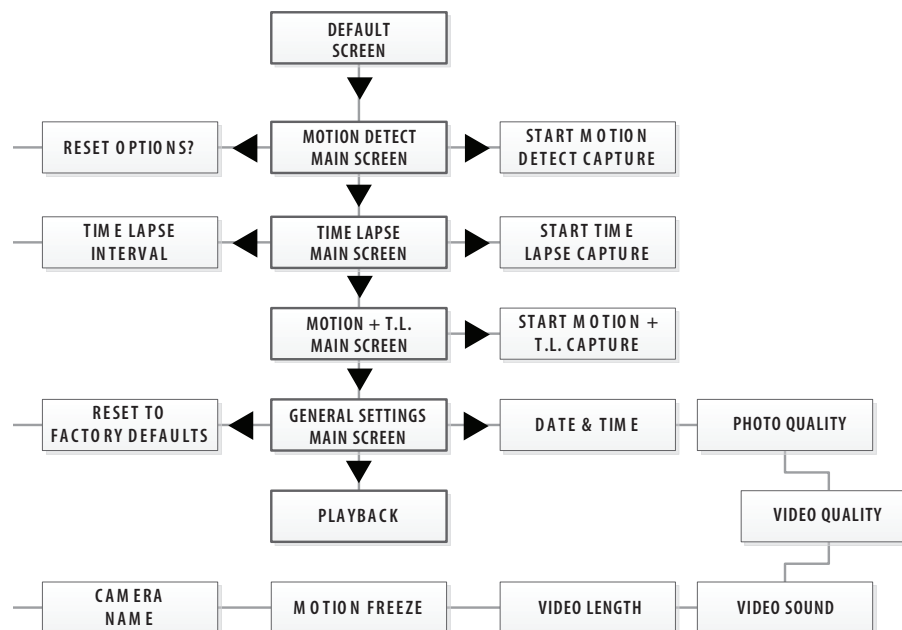 DEFAULT
SCREEN
RESET OPTIONS?
MOTION DETECT
MAIN SCREEN
START MOTION
DETECT CAPTURE
TIME LAPSE
INTERVAL
TIME LAPSE
MAIN SCREEN
START TIME
LAPSE CAPTURE
MOTION + T.L.
MAIN SCREEN
START MOTION +
T.L. CAPTURE
RESET TO
FACTORY DEFAULTS
GENERAL SETTINGS
MAIN SCREEN
DATE & TIME
PHOTO QUALITY
PLAYBACK
VIDEO QUALITY
CAMERA
NAME
MOTION FREEZE
VIDEO LENGTH
VIDEO SOUND